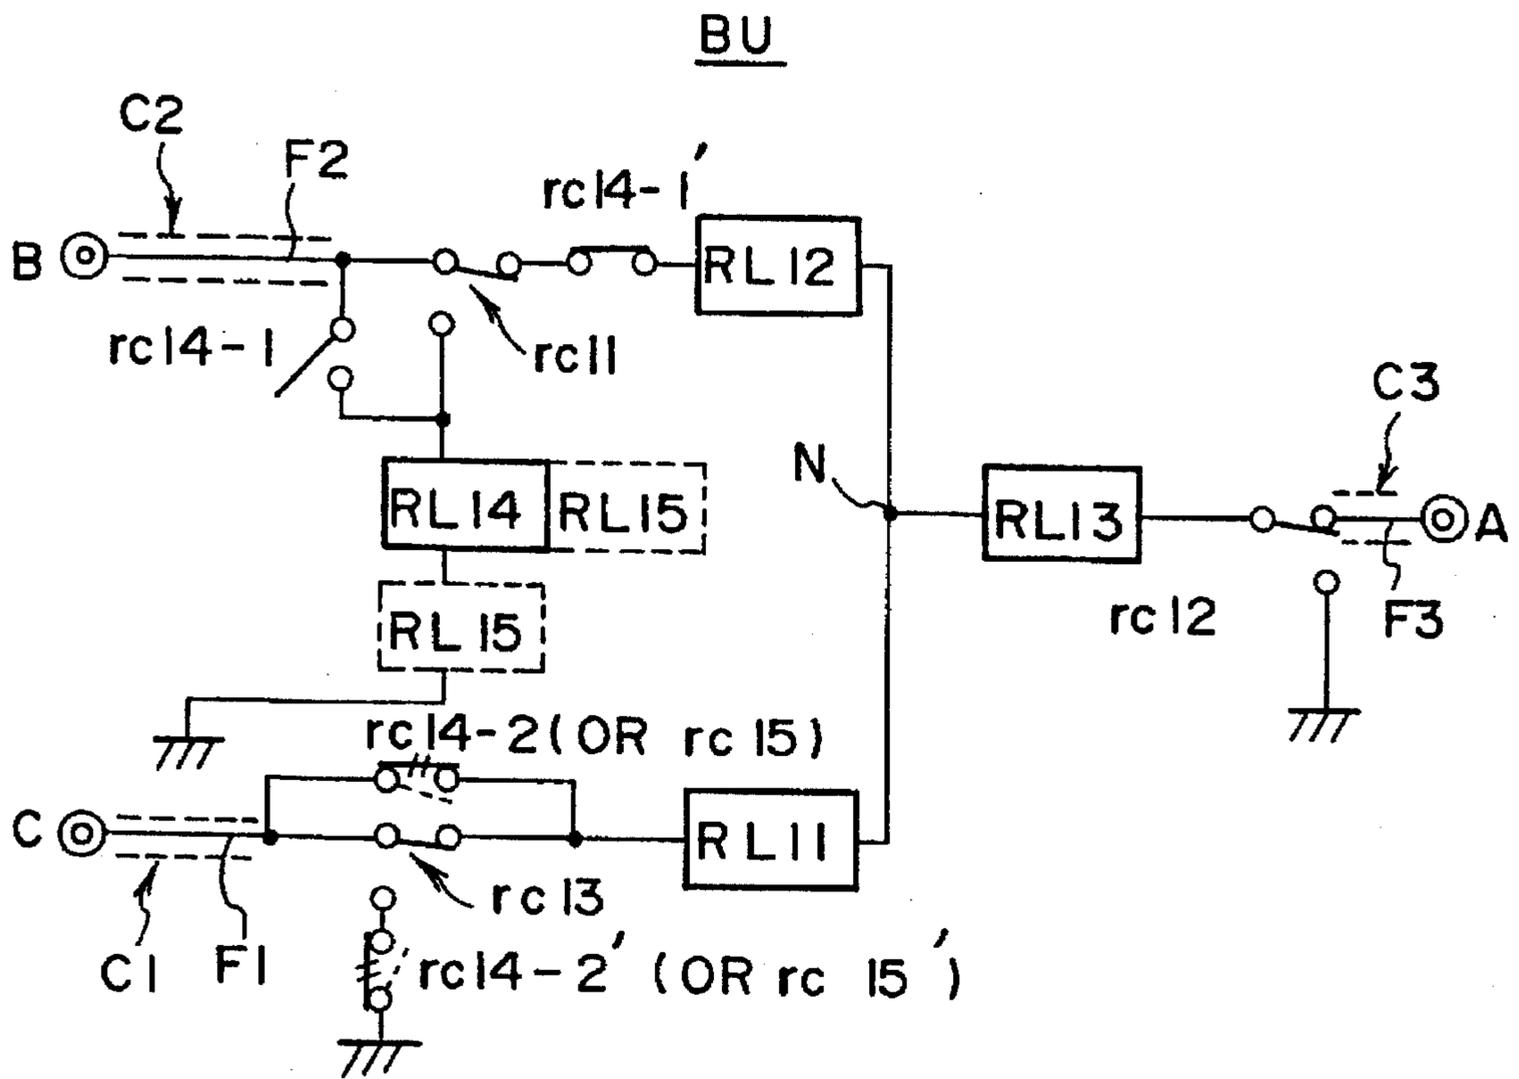 BU
C2
F2
rc14-1'
B
RL12
rc14-1
rc11
C3
N
RL14
RL15
RL13
A
rc12
F3
RL15
rc14-2(OR rc15)
C
RL11
rc13
C1
F1
rc14-2' (OR rc 15')